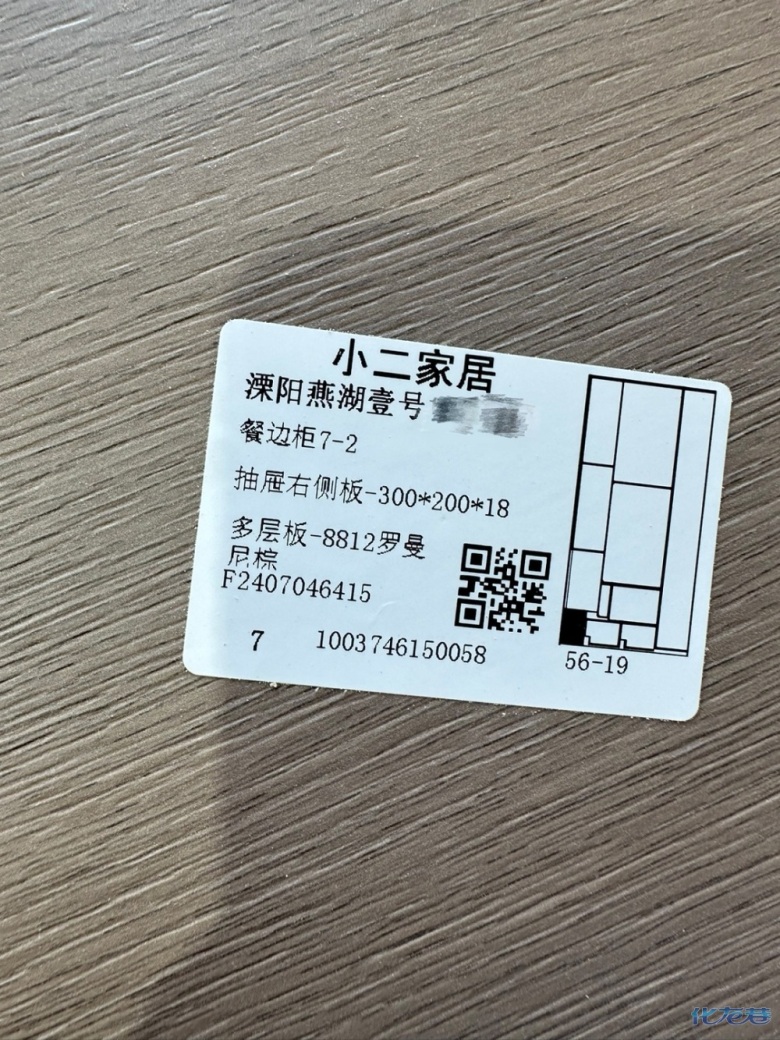 小二家居
溧阳燕湖壹号
餐边柜7-2
抽屉右侧板-300*200*18
多层板-8812罗曼
尼棕
F2407046415
7 1003746150058
56-19
化龙巷